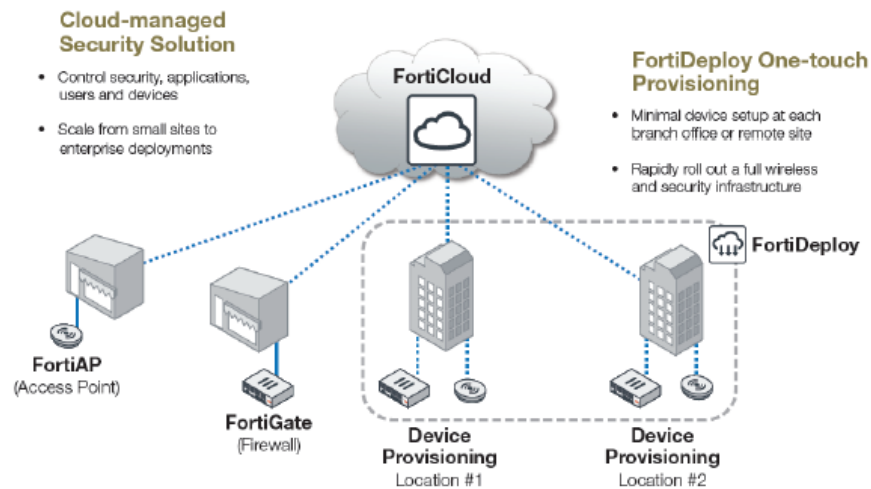 Cloud-managed
Security Solution
• Control security, applications,
users and devices
• Scale from small sites to
enterprise deployments
FortiCloud
FortiDeploy One-touch
Provisioning
• Minimal device setup at each
branch office or remote site
• Rapidly roll out a full wireless
and security infrastructure
FortiDeploy
FortiAP
(Access Point)
FortiGate
(Firewall)
Device
Provisioning
Location #1
Device
Provisioning
Location #2